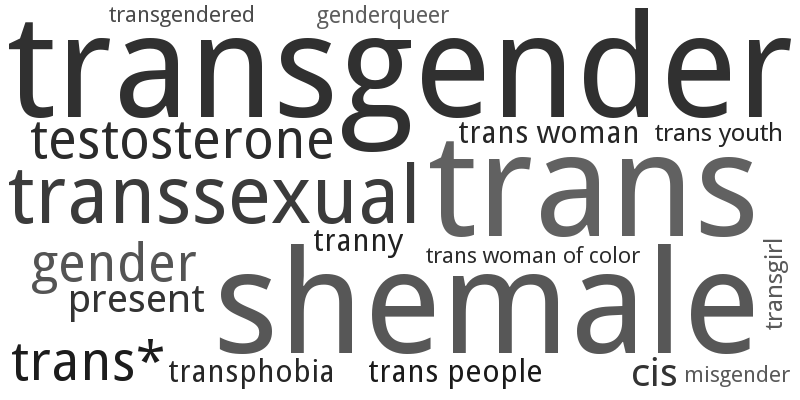 transgendered
genderqueer
transgender
testosterone
trans woman
trans youth
transsexual
trans
tranny
gender
trans woman of color
transgirl
present
shemale
trans*
transphobia
trans people
cis
misgender